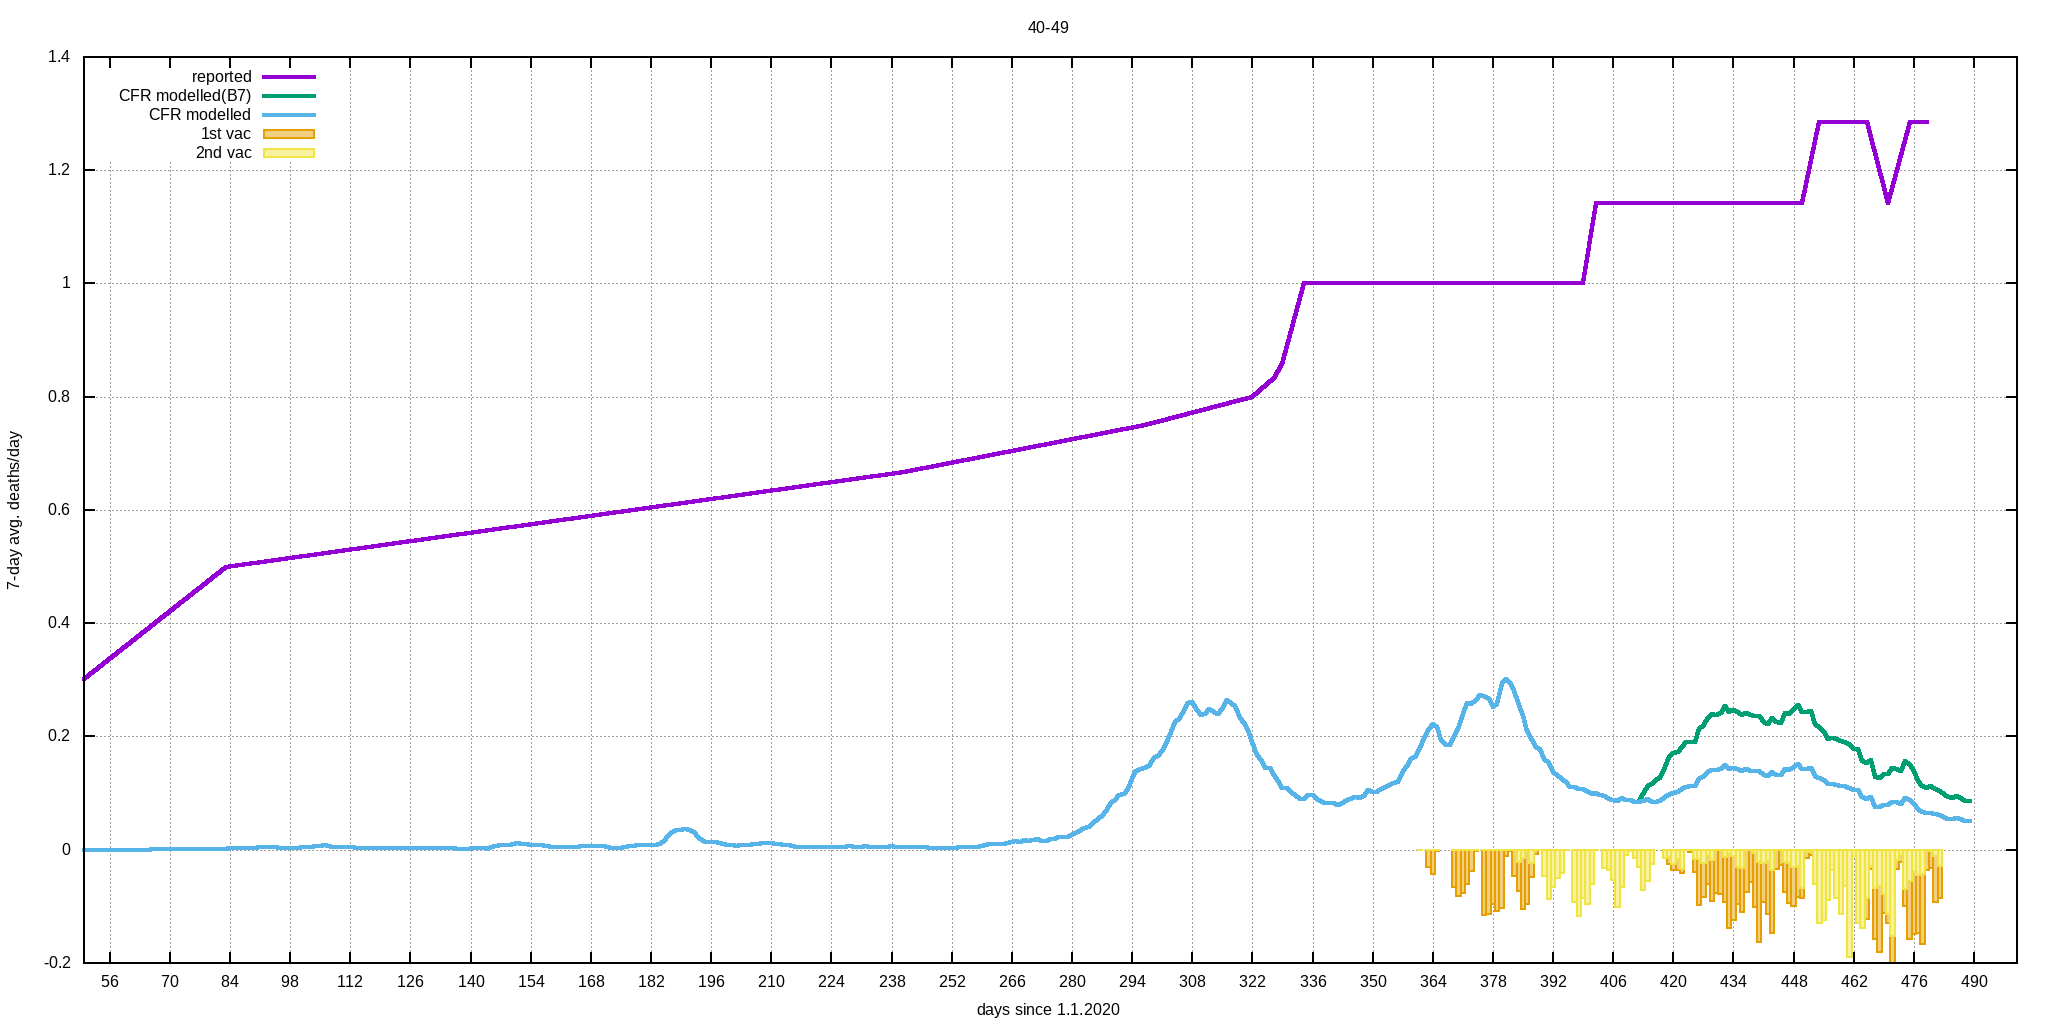 40-49
1.4
1.2
1
0.8
0.6
0.4
0.2
0
-0.2
reported
CFR modelled(B7)
CFR modelled
1st vac
2nd vac
7-day avg. deaths/day
56 70 84 98 112 126 140 154 168 182 196 210 224 238 252 266 280 294 308 322 336 350 364 378 392 406 420 434 448 462 476 490
days since 1.1.2020